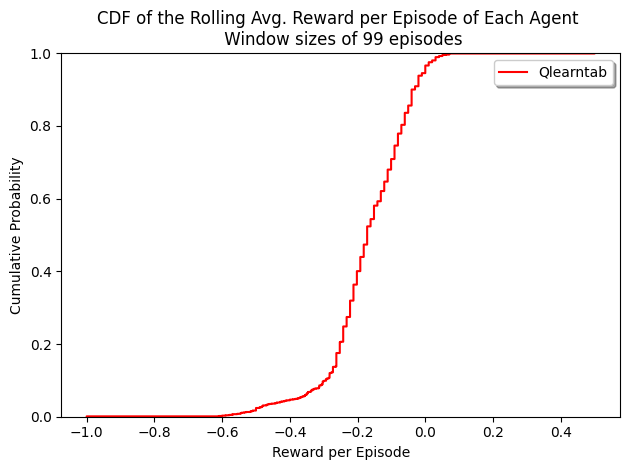 CDF of the Rolling Avg. Reward per Episode of Each Agent
Window sizes of 99 episodes
Qlearntab
Cumulative Probability
1.0
0.8
0.6
0.4
0.2
0.0
−1.0 −0.8 −0.6 −0.4 −0.2 0.0 0.2 0.4
Reward per Episode